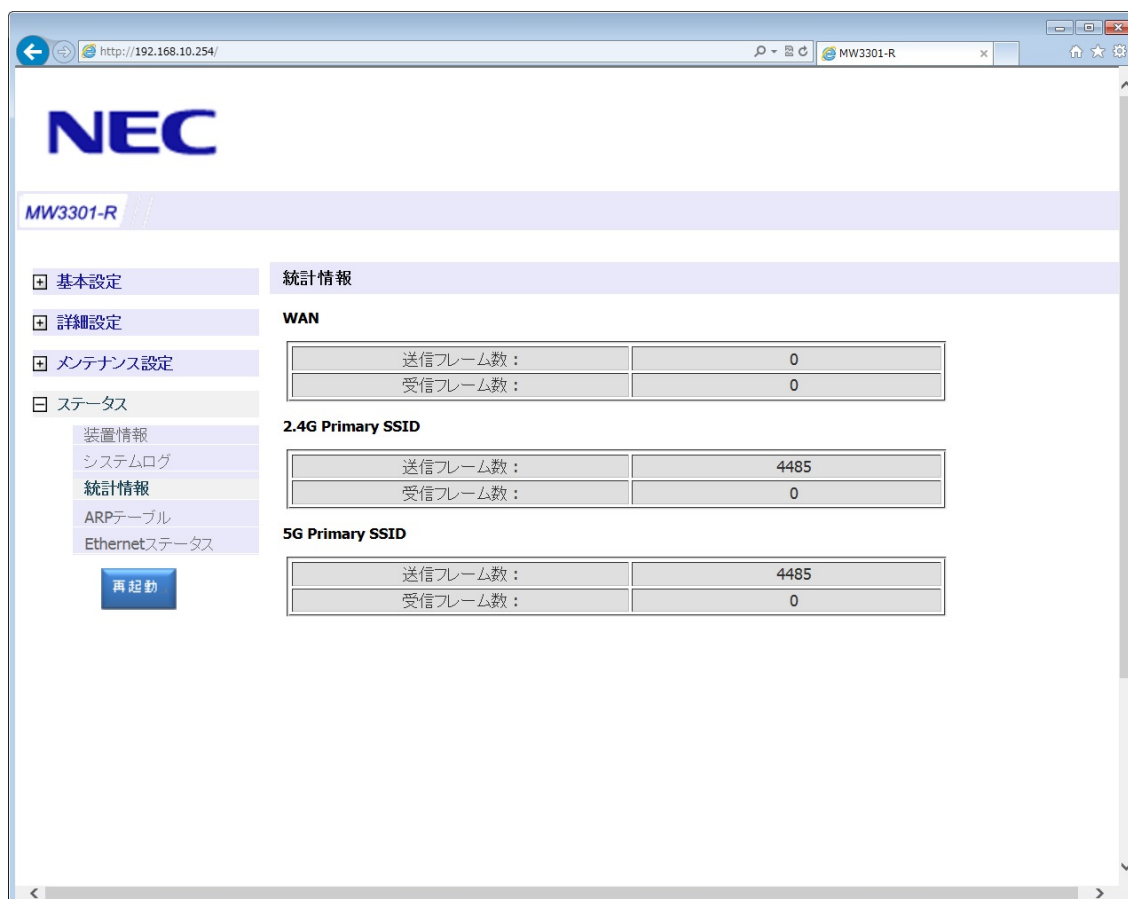 http://192.168.10.254/
MW3301-R
NEC
MW3301-R
基本設定
詳細設定
メンテナンス設定
ステータス
装置情報
システムログ
統計情報
ARPテーブル
Ethernetステータス
再起動
統計情報
WAN
送信フレーム数: 0
受信フレーム数: 0
2.4G Primary SSID
送信フレーム数: 4485
受信フレーム数: 0
5G Primary SSID
送信フレーム数: 4485
受信フレーム数: 0